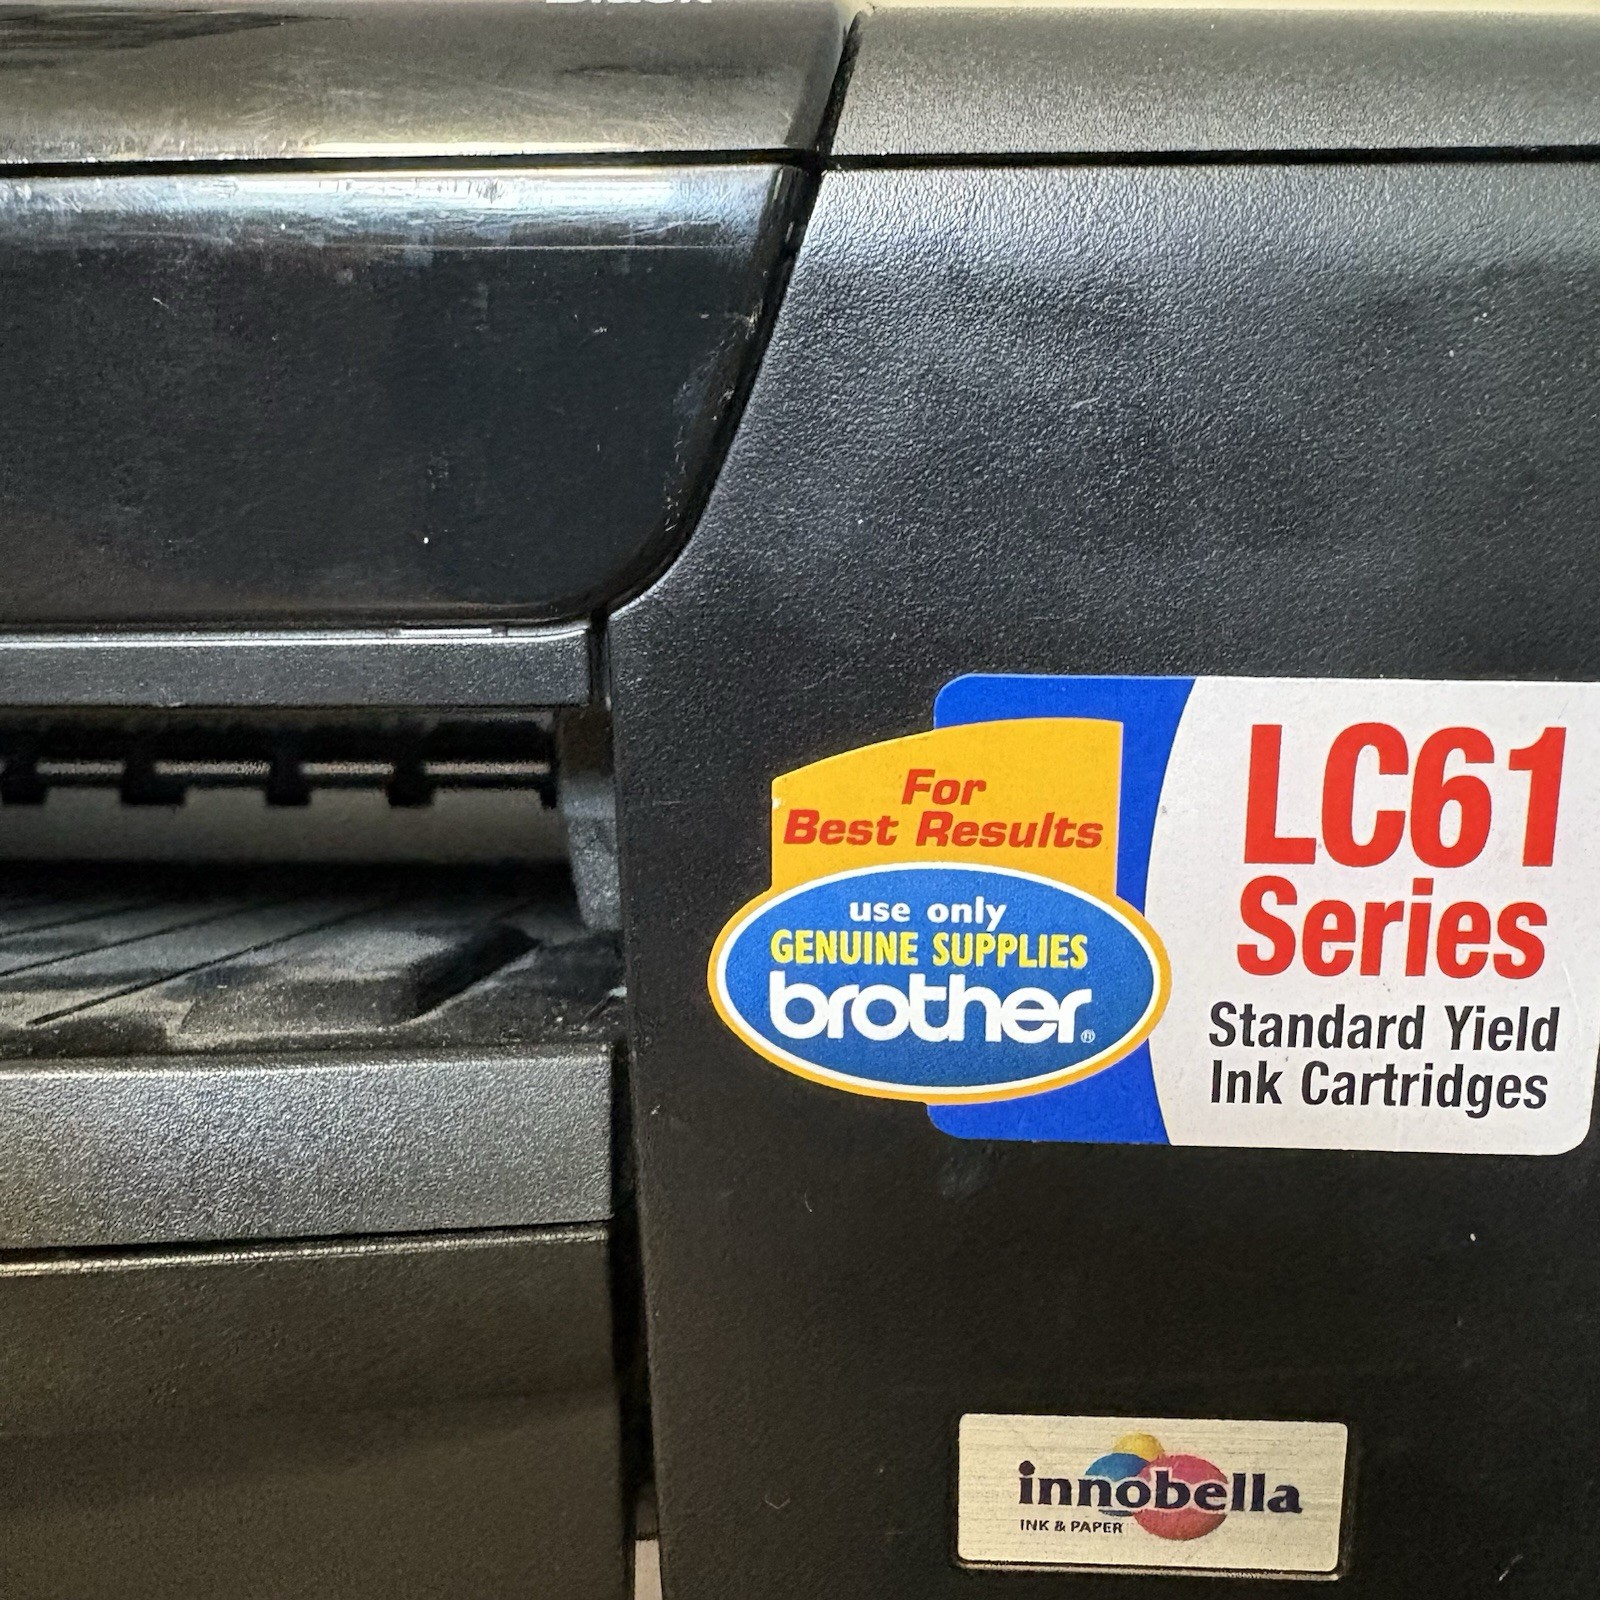 For
Best Results
use only
GENUINE SUPPLIES
brother®
LC61
Series
Standard Yield
Ink Cartridges
innobella
INK & PAPER